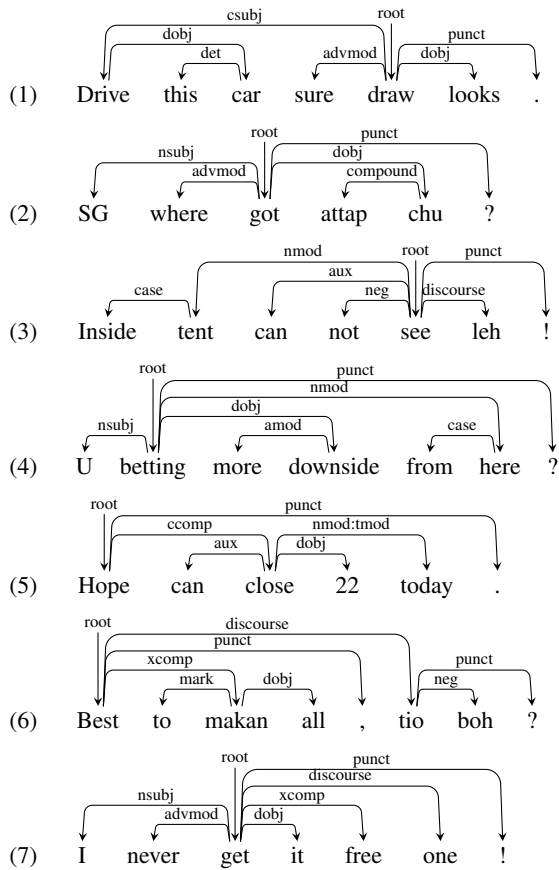 csubj root
dobj punct
det advmod dobj
(1) Drive this car sure draw looks .
root punct
nsubj dobj
advmod compound
(2) SG where got attap chu ?
nmod root punct
aux
case neg discourse
(3) Inside tent can not see leh !
root punct
nmod
dobj
nsubj amod case
(4) U betting more downside from here ?
root punct
ccomp nmod:tmod
aux dobj
(5) Hope can close 22 today .
root discourse
punct
xcomp punct
mark dobj neg
(6) Best to makan all , tio boh ?
root punct
discourse
nsubj xcomp
advmod dobj
(7) I never get it free one !